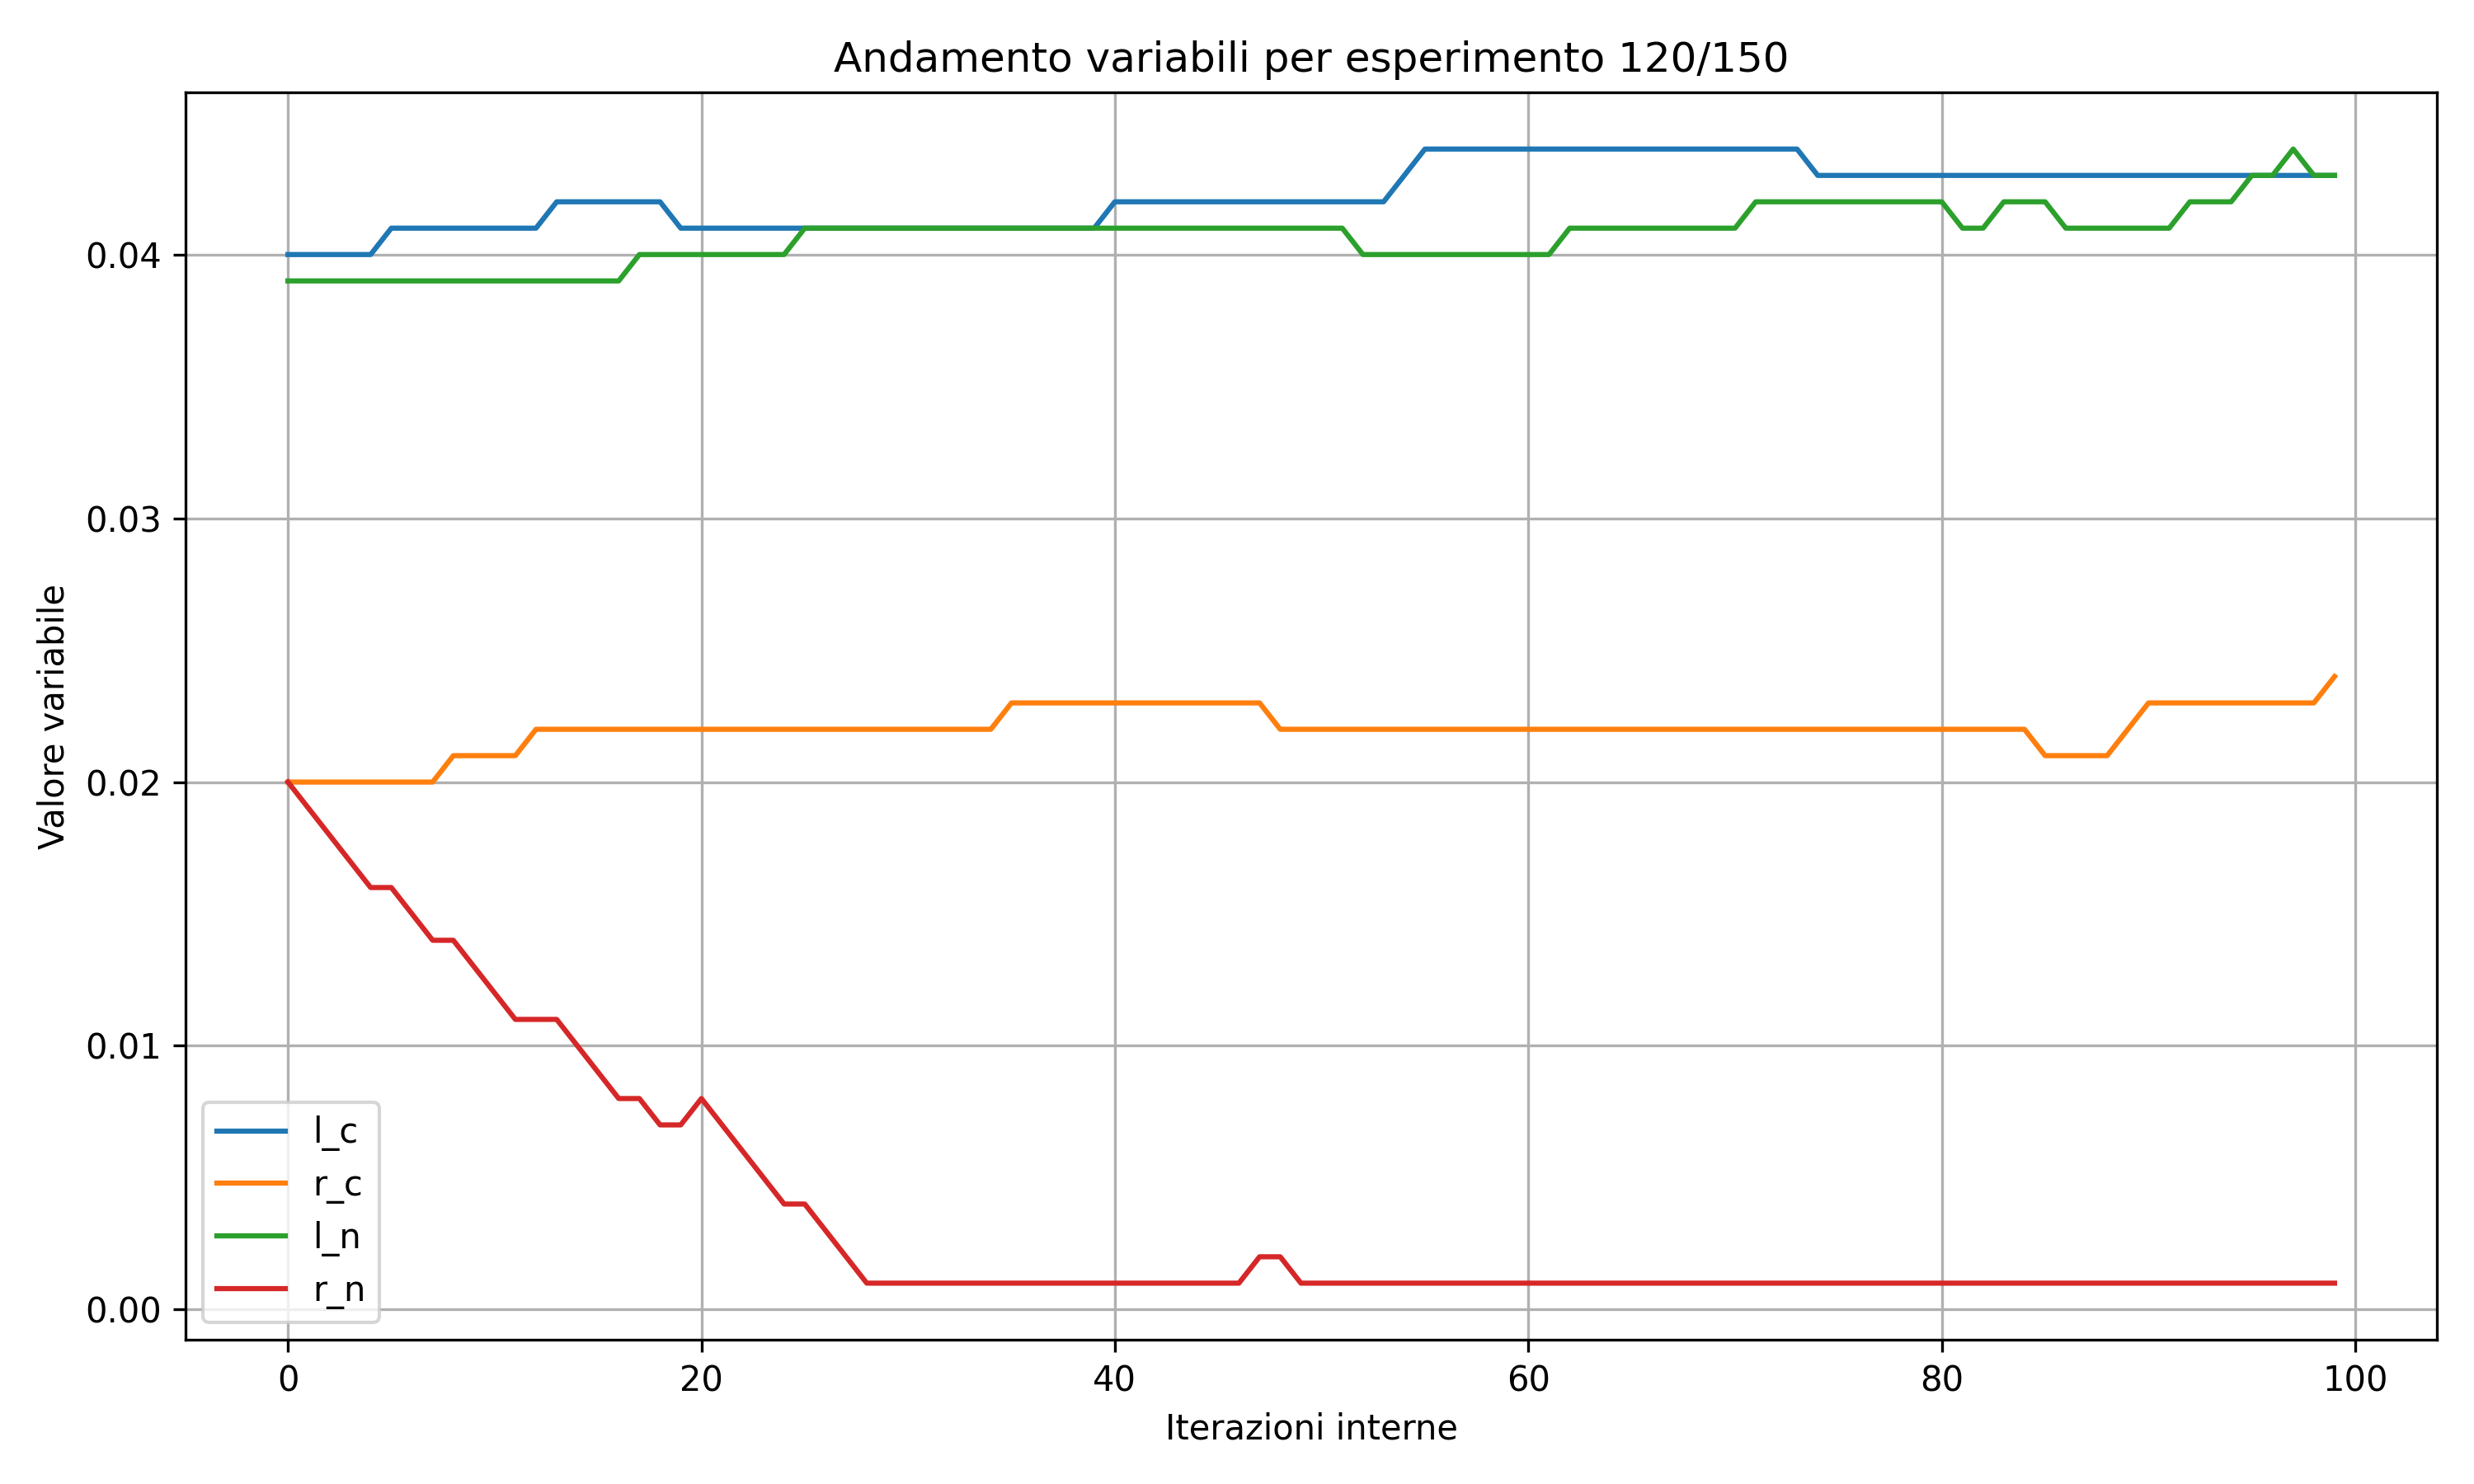 Andamento variabili per esperimento 120/150
Valore variabile
0.04
0.03
0.02
0.01
0.00
l_c
r_c
l_n
r_n
0 20 40 60 80 100
Iterazioni interne